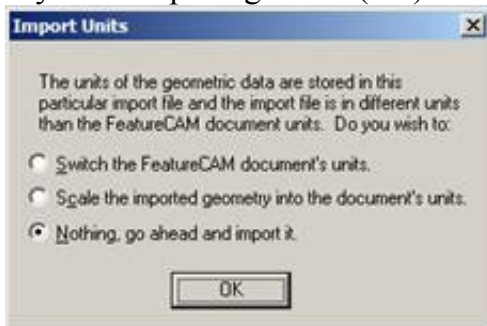 Import Units
The units of the geometric data are stored in this
particular import file and the import file is in different units
than the FeatureCAM document units. Do you wish to:
Switch the FeatureCAM document's units.
Scale the imported geometry into the document's units.
Nothing, go ahead and import it.
OK